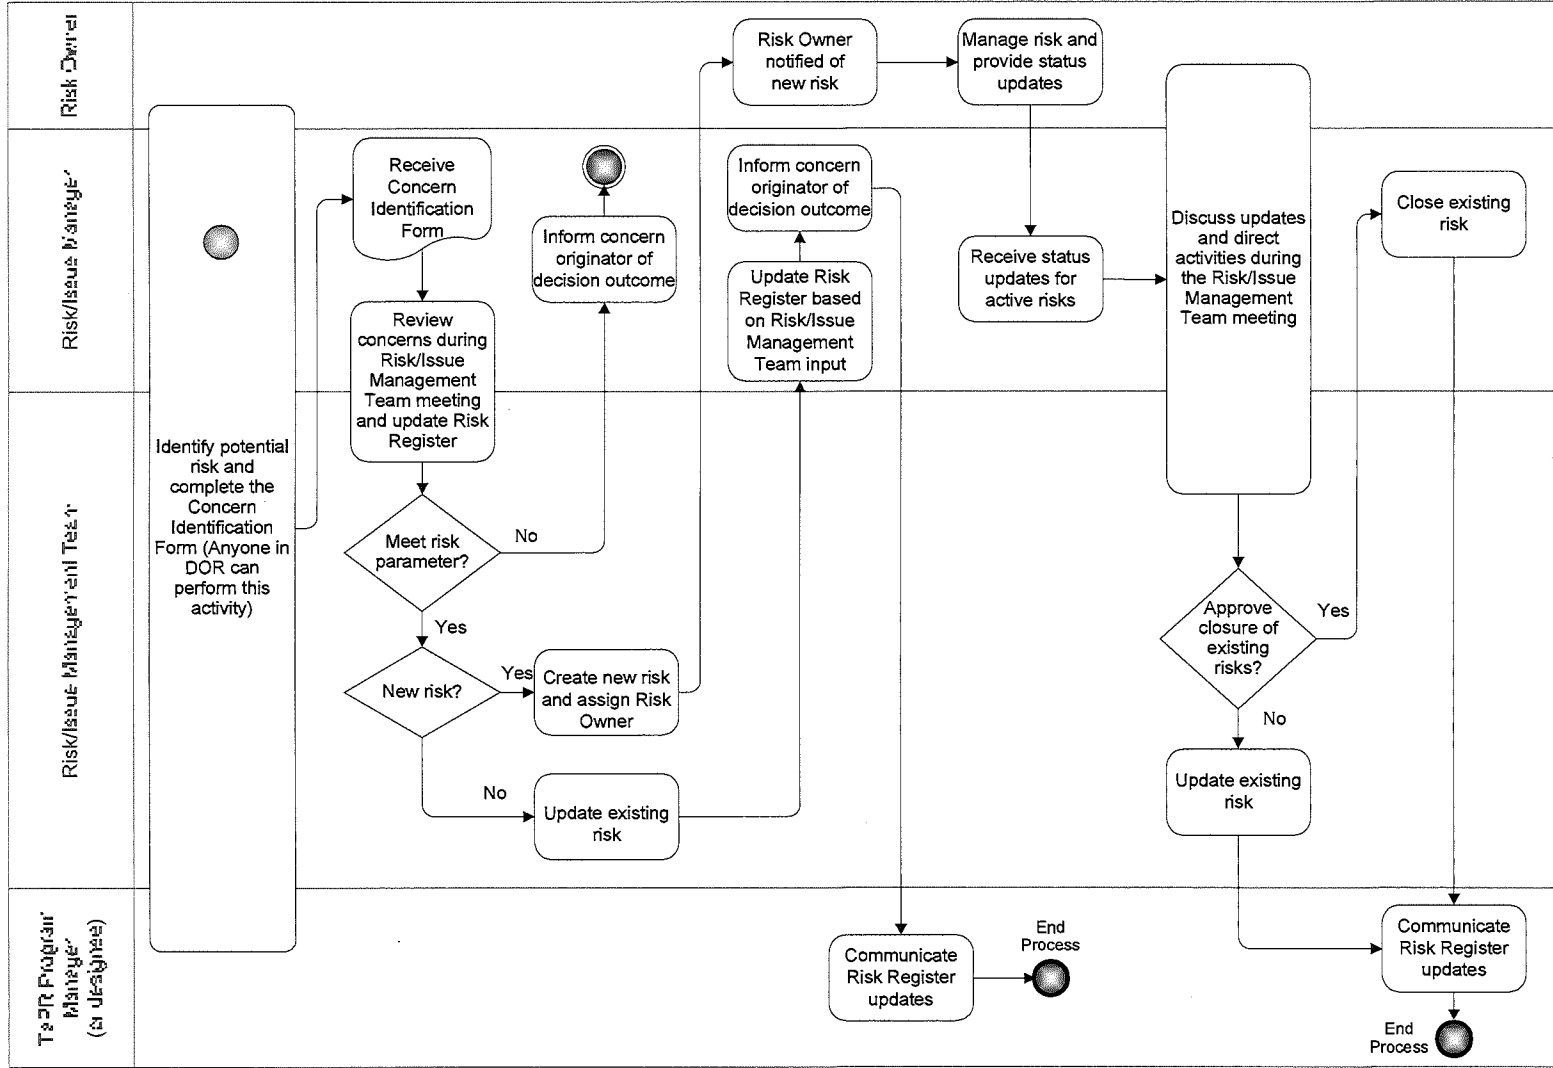 Risk Owner
Risk Owner
notified of
new risk
Manage risk and
provide status
updates
Risk/Issue Manager
Receive
Concern
Identification
Form
Inform concern
originator of
decision outcome
Inform concern
originator of
decision outcome
Update Risk
Register based
on Risk/Issue
Management
Team input
Receive status
updates for
active risks
Discuss updates
and direct
activities during
the Risk/Issue
Management
Team meeting
Close existing
risk
Review
concerns during
Risk/Issue
Management
Team meeting
and update Risk
Register
Risk/Issue Management Team
Identify potential
risk and
complete the
Concern
Identification
Form (Anyone in
DOR can
perform this
activity)
Meet risk
parameter?
No
Yes
New risk?
Yes
Create new risk
and assign Risk
Owner
No
Update existing
risk
Approve
closure of
existing
risks?
Yes
No
Update existing
risk
Program
Manager
(or designee)
Communicate
Risk Register
updates
End
Process
Communicate
Risk Register
updates
End
Process